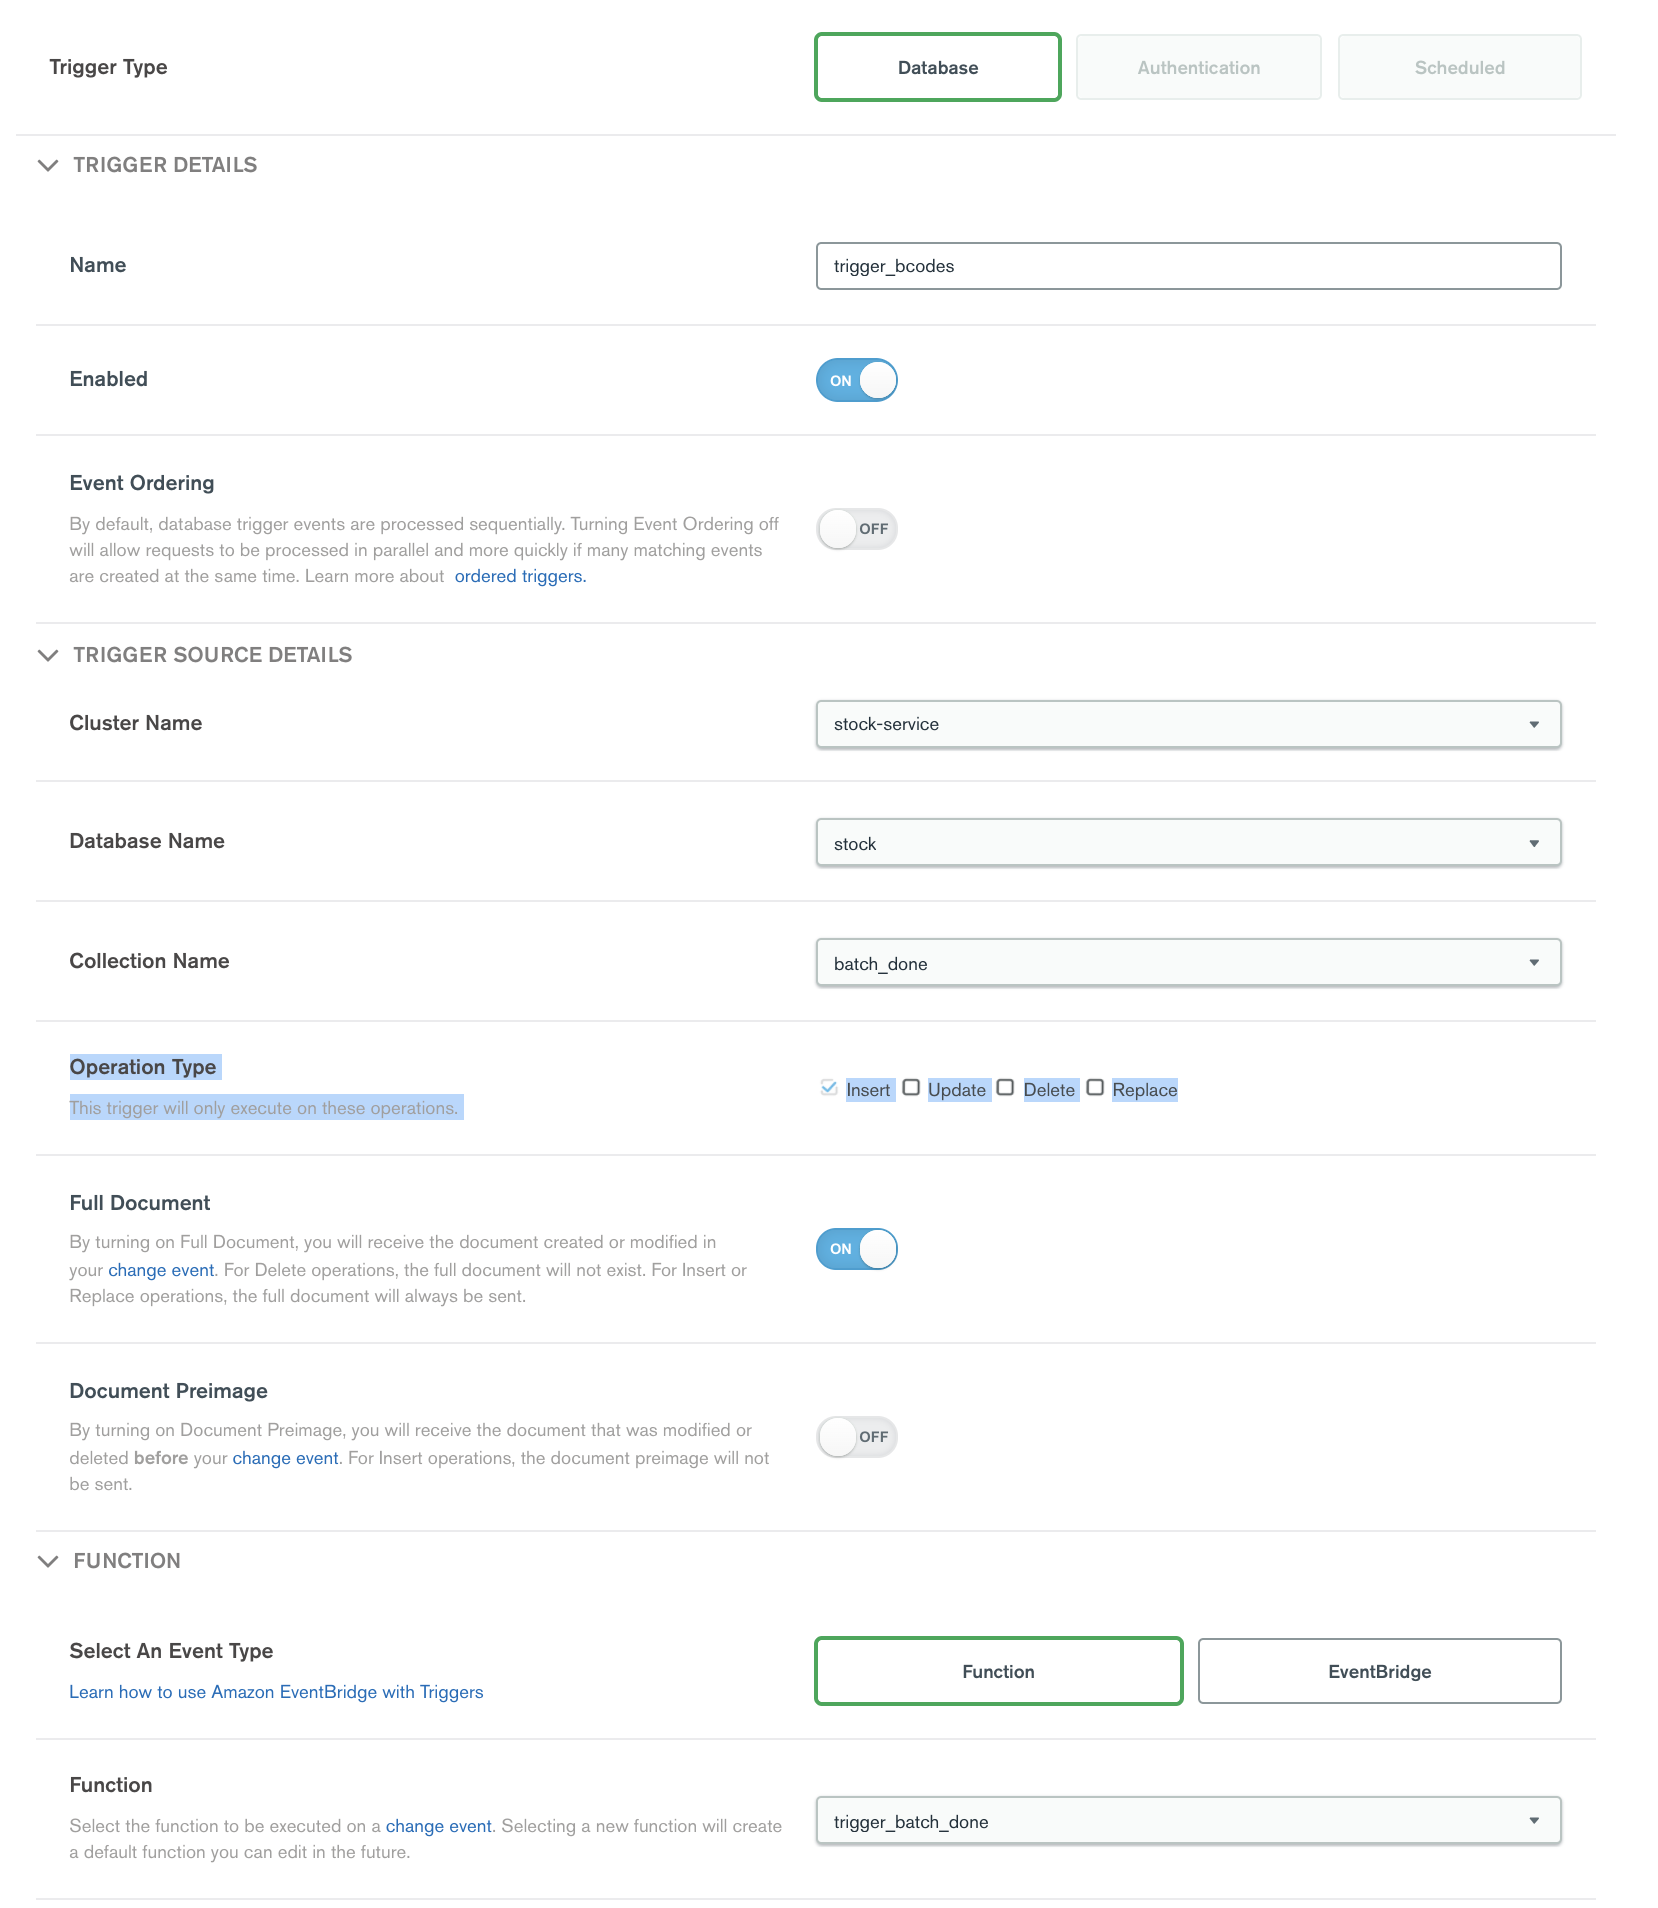 Trigger Type
Database
Authentication
Scheduled
TRIGGER DETAILS
Name
trigger_bcodes
Enabled
ON
Event Ordering
By default, database trigger events are processed sequentially. Turning Event Ordering off
will allow requests to be processed in parallel and more quickly if many matching events
are created at the same time. Learn more about ordered triggers.
OFF
TRIGGER SOURCE DETAILS
Cluster Name
stock-service
Database Name
stock
Collection Name
batch_done
Operation Type
This trigger will only execute on these operations.
Insert Update Delete Replace
Full Document
By turning on Full Document, you will receive the document created or modified in
your change event. For Delete operations, the full document will not exist. For Insert or
Replace operations, the full document will always be sent.
ON
Document Preimage
By turning on Document Preimage, you will receive the document that was modified or
deleted before your change event. For Insert operations, the document preimage will not
be sent.
OFF
FUNCTION
Select An Event Type
Learn how to use Amazon EventBridge with Triggers
Function
EventBridge
Function
Select the function to be executed on a change event. Selecting a new function will create
a default function you can edit in the future.
trigger_batch_done